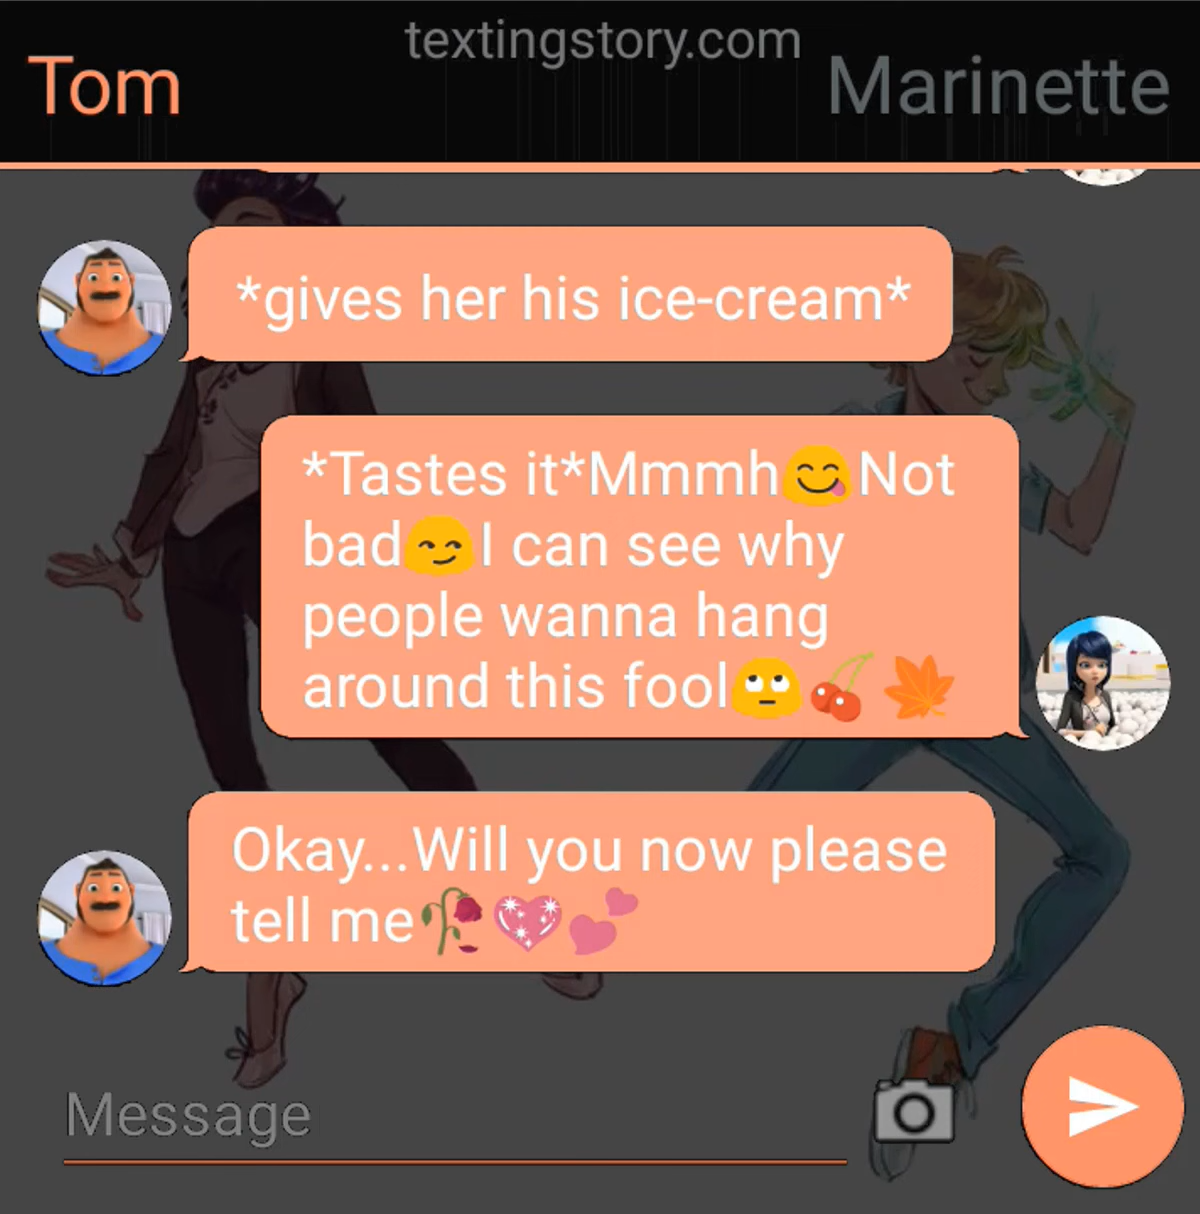 textingstory.com
Tom
Marinette
*gives her his ice-cream*
*Tastes it*Mmmh😋Not
bad😏I can see why
people wanna hang
around this fool🙄🍒🍁
Okay...Will you now please
tell me🥀💖💕
Message